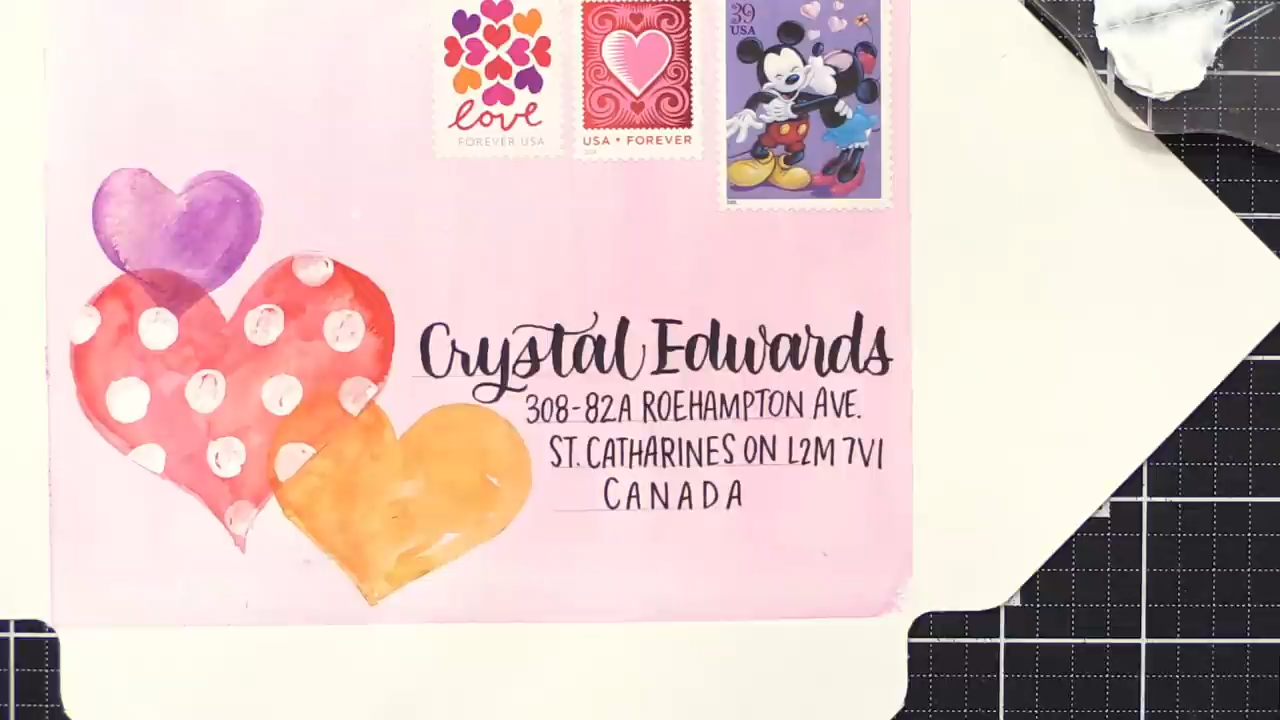 love
FOREVER USA
USA • FOREVER
39
USA
Crystal Edwards
308-82A ROEHAMPTON AVE.
ST. CATHARINES ON L2M 7V1
CANADA